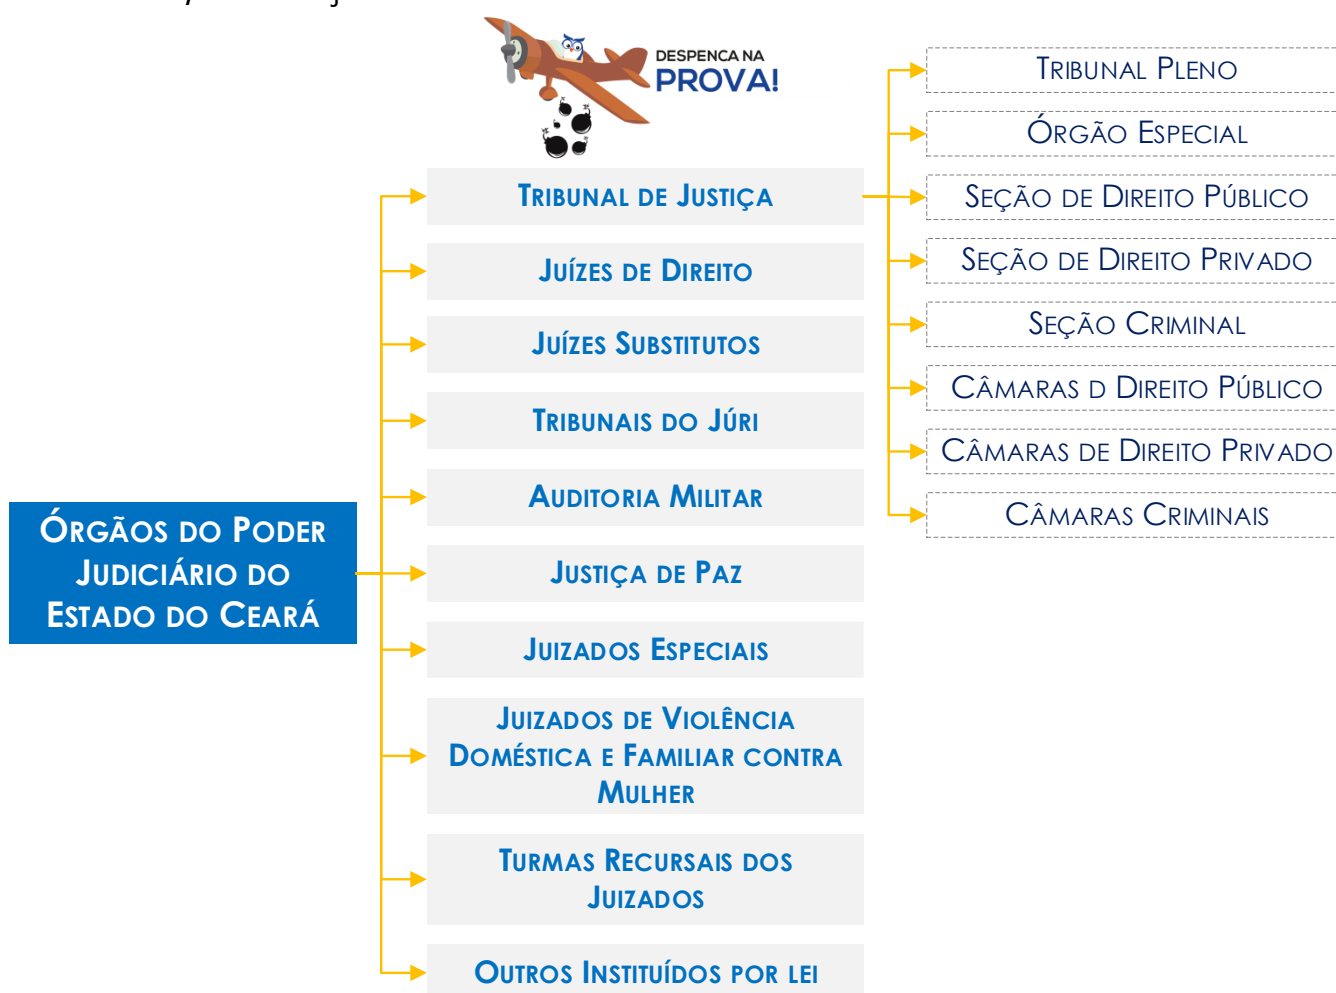 DESPENCA NA
PROVA!
TRIBUNAL PLENO
ÓRGÃO ESPECIAL
TRIBUNAL DE JUSTIÇA
SEÇÃO DE DIREITO PÚBLICO
JUÍZES DE DIREITO
SEÇÃO DE DIREITO PRIVADO
JUÍZES SUBSTITUTOS
SEÇÃO CRIMINAL
CÂMARAS D DIREITO PÚBLICO
TRIBUNAIS DO JÚRI
CÂMARAS DE DIREITO PRIVADO
AUDITORIA MILITAR
CÂMARAS CRIMINAIS
ÓRGÃOS DO PODER
JUDICIÁRIO DO
ESTADO DO CEARÁ
JUSTIÇA DE PAZ
JUIZADOS ESPECIAIS
JUIZADOS DE VIOLÊNCIA
DOMÉSTICA E FAMILIAR CONTRA
MULHER
TURMAS RECURSAIS DOS
JUIZADOS
OUTROS INSTITUÍDOS POR LEI